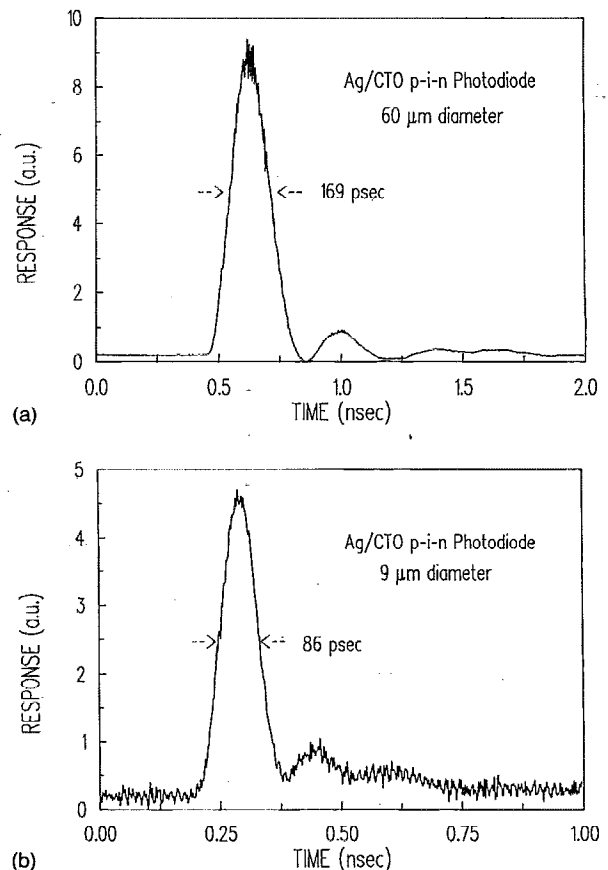 10
8
6
4
2
0
RESPONSE (a.u.)
Ag/CTO p-i-n Photodiode
60 μm diameter
169 psec
0.0 0.5 1.0 1.5 2.0
TIME (nsec)
(a)
5
4
3
2
1
0
RESPONSE (a.u.)
Ag/CTO p-i-n Photodiode
9 μm diameter
86 psec
0.00 0.25 0.50 0.75 1.00
TIME (nsec)
(b)